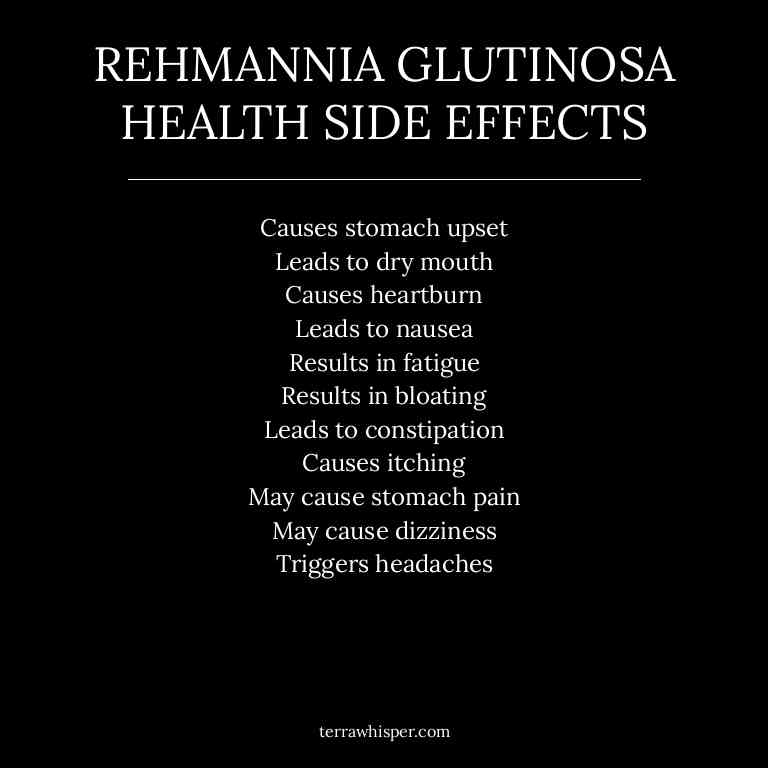 REHMANNIA GLUTINOSA
HEALTH SIDE EFFECTS
Causes stomach upset
Leads to dry mouth
Causes heartburn
Leads to nausea
Results in fatigue
Results in bloating
Leads to constipation
Causes itching
May cause stomach pain
May cause dizziness
Triggers headaches
terrawhisper.com